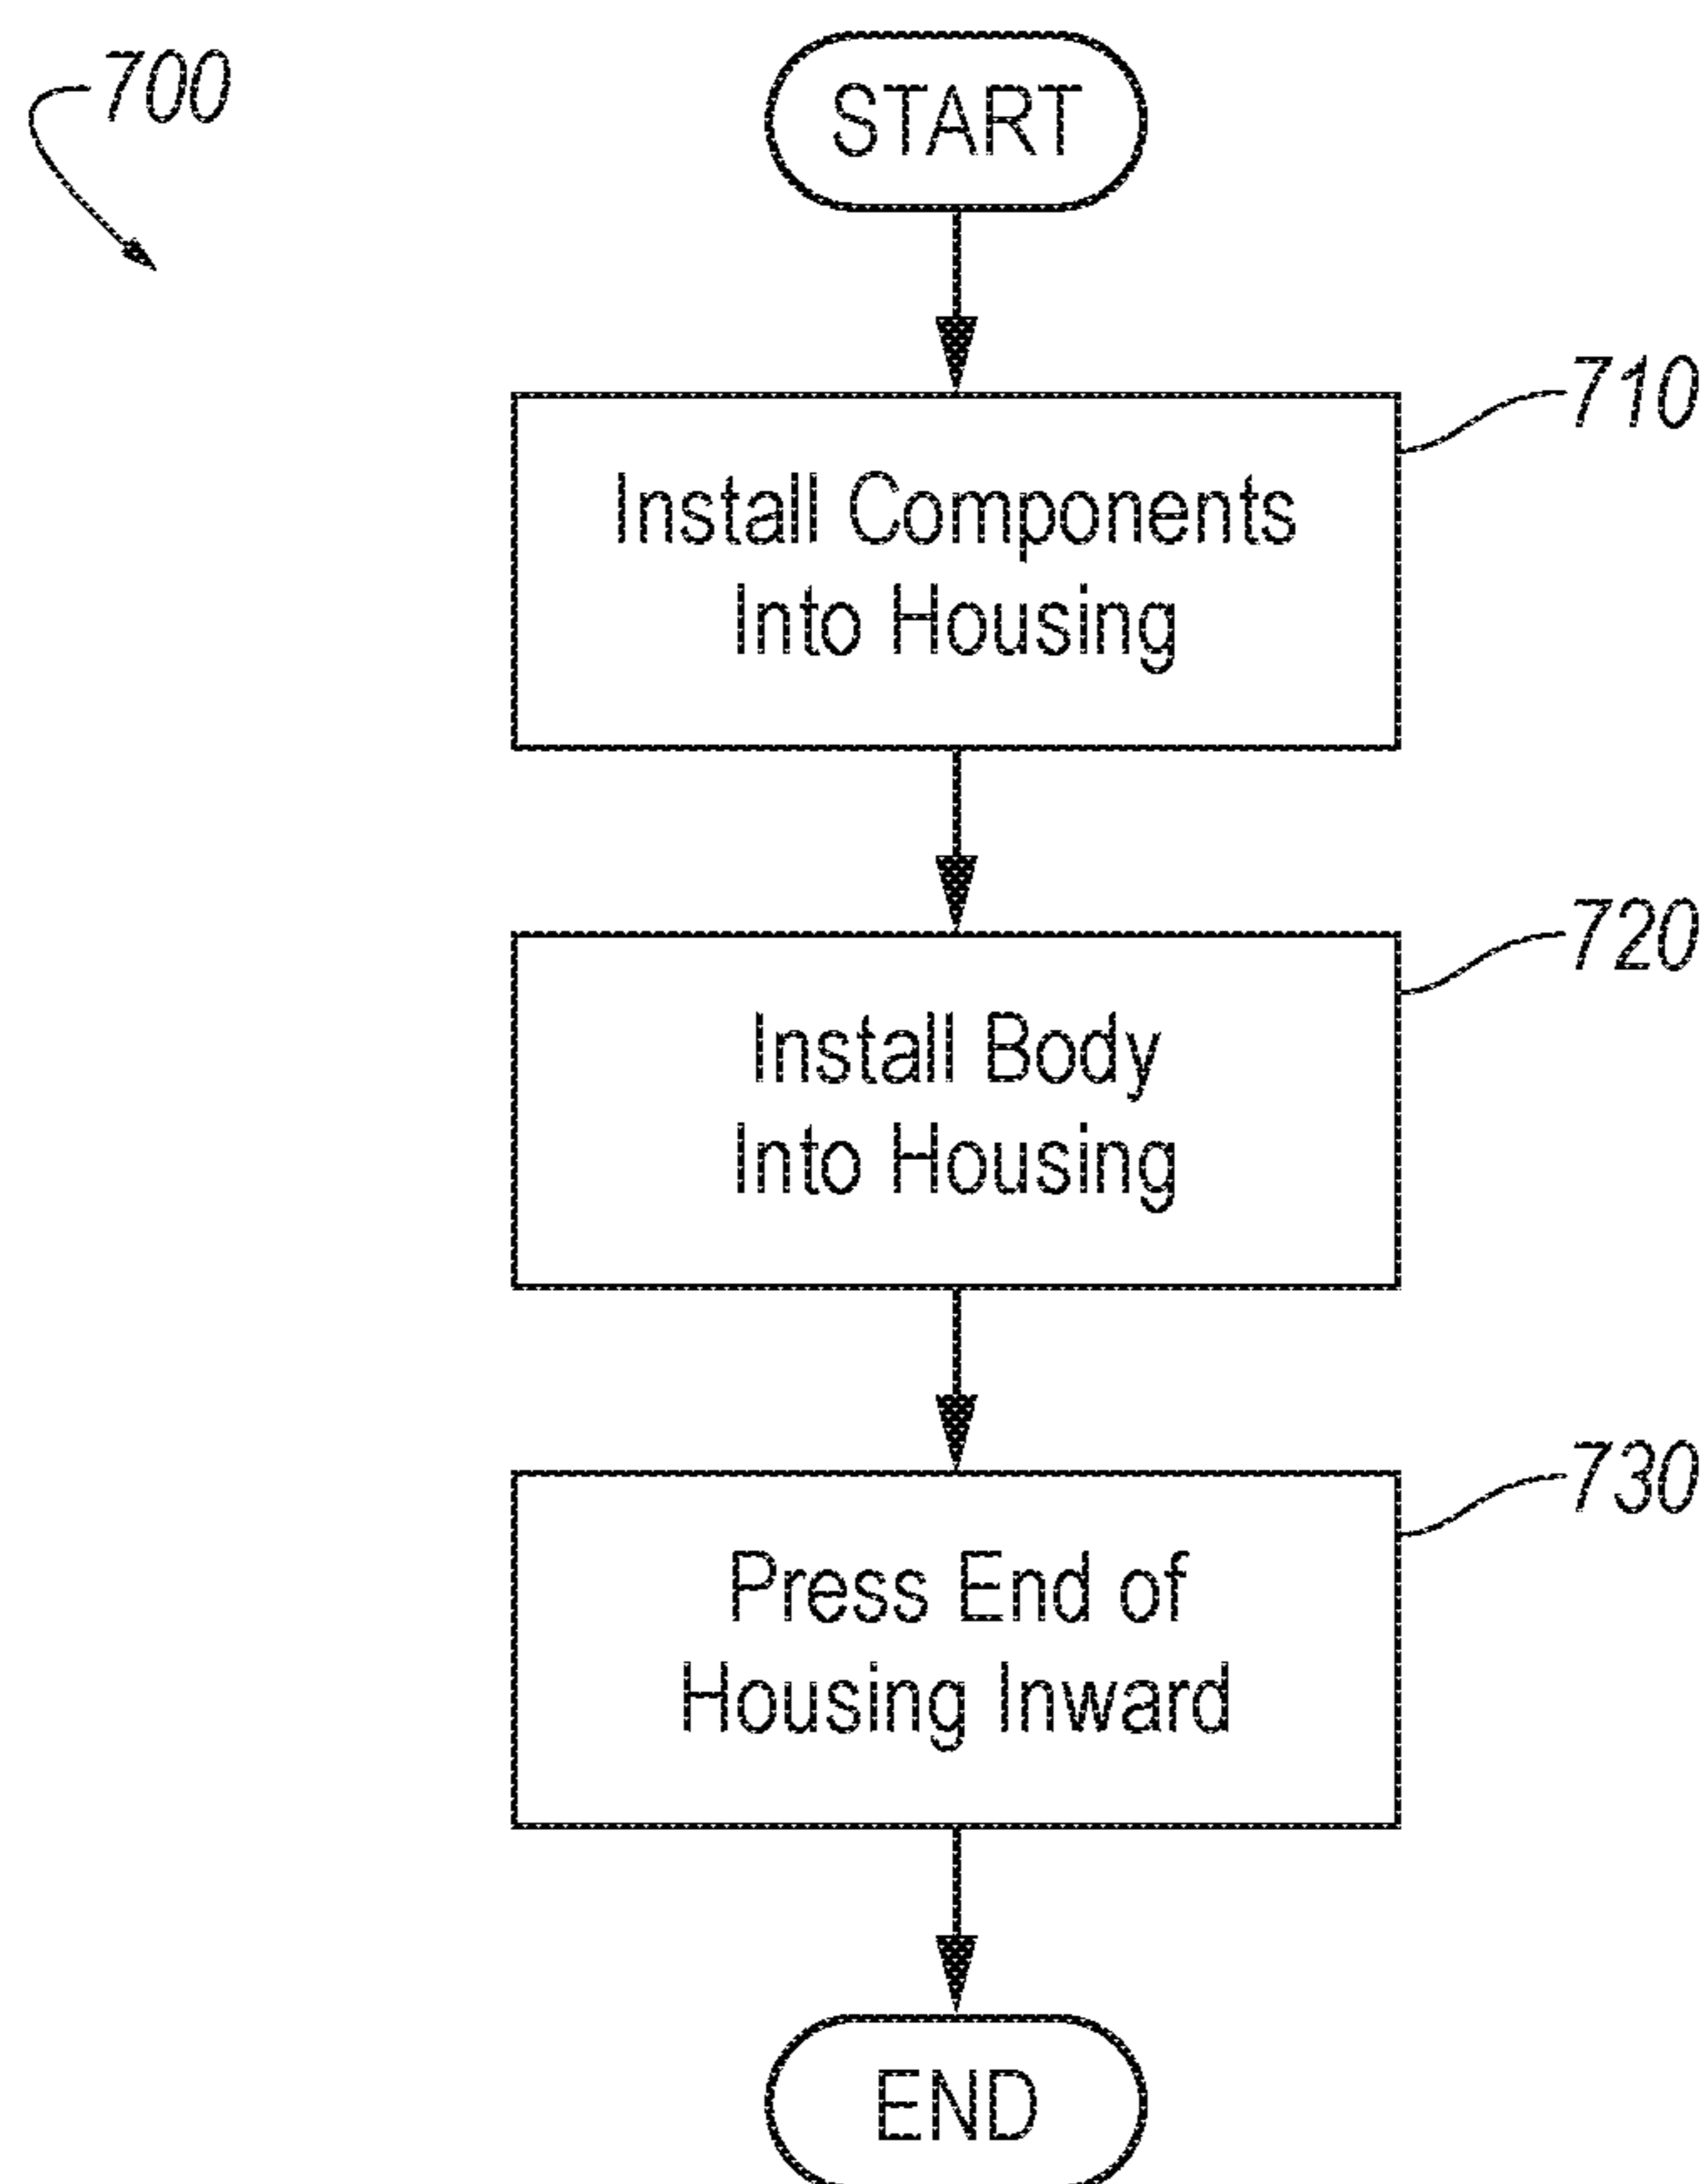 700
START
710
Install Components
Into Housing
720
Install Body
Into Housing
730
Press End of
Housing Inward
END